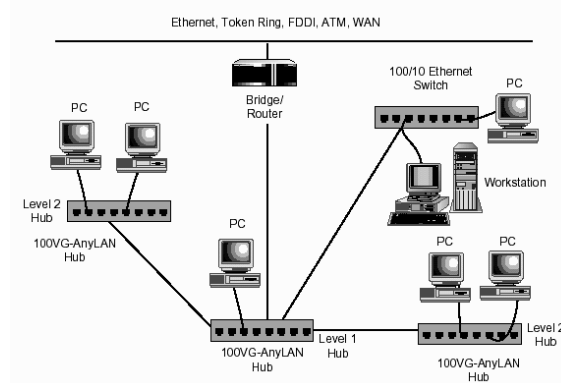 Ethernet, Token Ring, FDDI, ATM, WAN
Bridge/
Router
100/10 Ethernet
Switch
PC
PC
PC
Workstation
Level 2
Hub
100VG-AnyLAN
Hub
PC
PC
PC
100VG-AnyLAN
Hub
Level 1
Hub
Level 2
Hub
100VG-AnyLAN
Hub